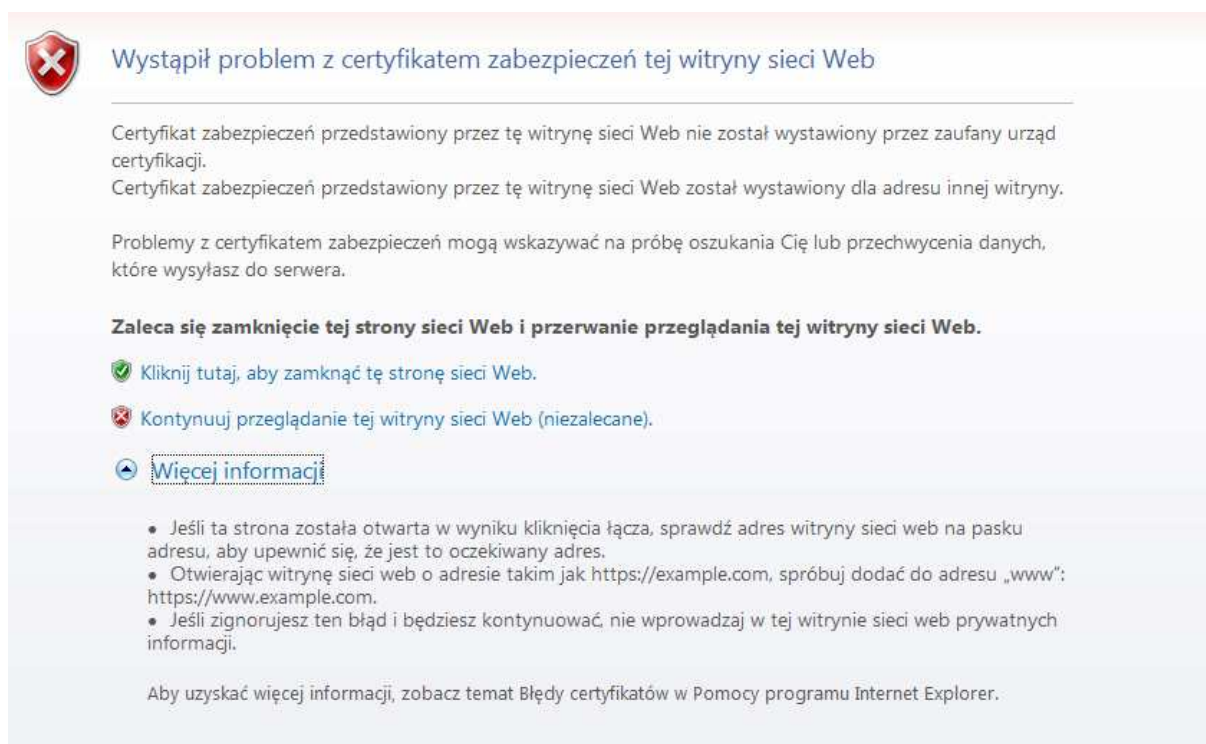 Wystąpił problem z certyfikatem zabezpieczeń tej witryny sieci Web
Certyfikat zabezpieczeń przedstawiony przez tę witrynę sieci Web nie został wystawiony przez zaufany urząd
certyfikacji.
Certyfikat zabezpieczeń przedstawiony przez tę witrynę sieci Web został wystawiony dla adresu innej witryny.
Problemy z certyfikatem zabezpieczeń mogą wskazywać na próbę oszukania Cię lub przechwycenia danych,
które wysyłasz do serwera.
Zaleca się zamknięcie tej strony sieci Web i przerwanie przeglądania tej witryny sieci Web.
Kliknij tutaj, aby zamknąć tę stronę sieci Web.
Kontynuuj przeglądanie tej witryny sieci Web (niezalecane).
Więcej informacji
• Jeśli ta strona została otwarta w wyniku kliknięcia łącza, sprawdź adres witryny sieci web na pasku
adresu, aby upewnić się, że jest to oczekiwany adres.
• Otwierając witrynę sieci web o adresie takim jak https://example.com, spróbuj dodać do adresu „www":
https://www.example.com.
• Jeśli zignorujesz ten błąd i będziesz kontynuować, nie wprowadzaj w tej witrynie sieci web prywatnych
informacji.
Aby uzyskać więcej informacji, zobacz temat Błędy certyfikatów w Pomocy programu Internet Explorer.